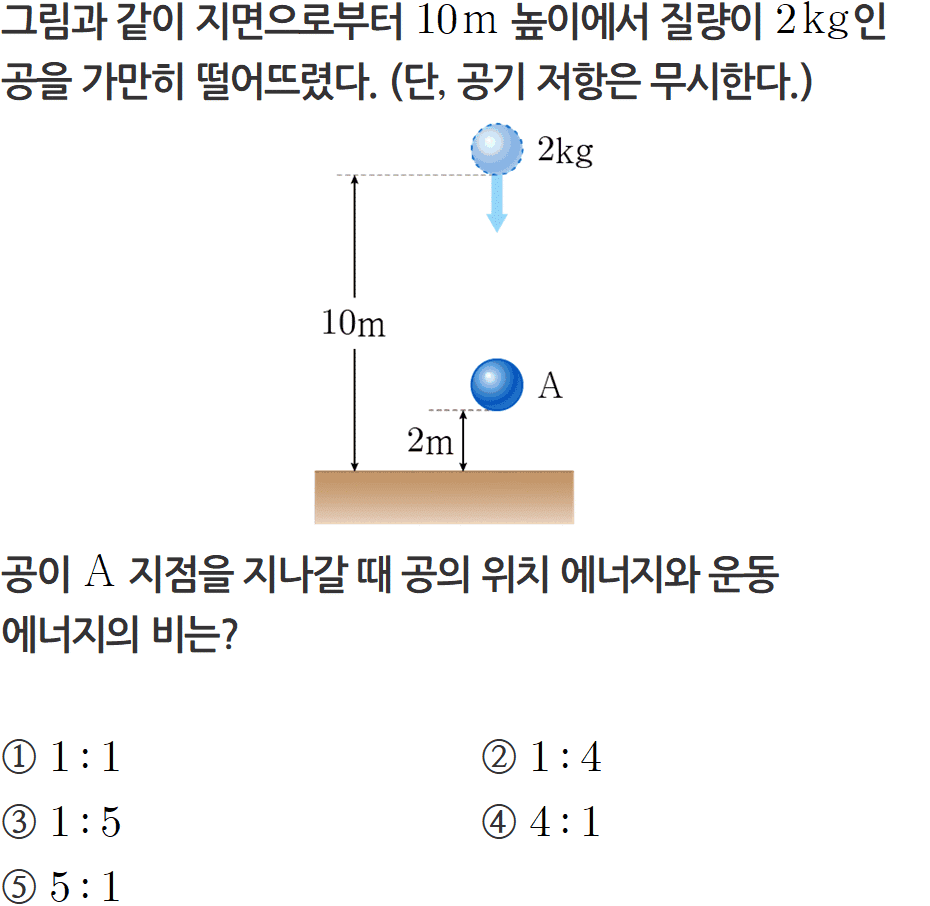 그림과 같이 지면으로부터 10m 높이에서 질량이 2kg인
공을 가만히 떨어뜨렸다. (단, 공기 저항은 무시한다.)
2kg
10m
A
2m
공이 A 지점을 지나갈 때 공의 위치 에너지와 운동
에너지의 비는?
① 1 : 1 ② 1 : 4
③ 1 : 5 ④ 4 : 1
⑤ 5 : 1